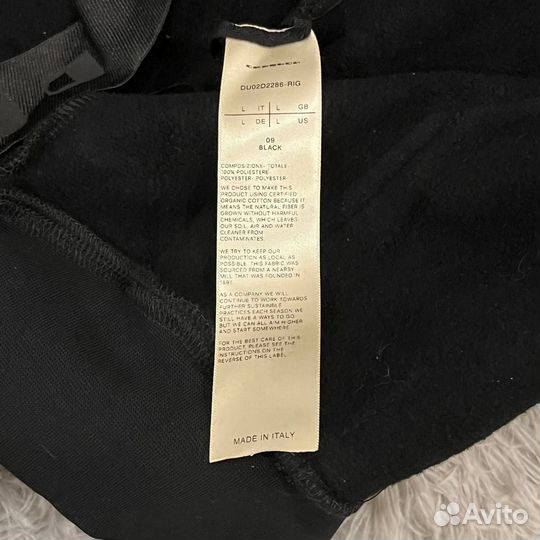 DU02D2286-RIG
L IT L GB
L DE L US
09
BLACK
COMPOSIZIONE- TOTALE:
100% POLIESTERE-
POLYESTER- POLYESTER
WE CHOSE TO MAKE THIS
PRODUCT USING CERTIFIED
ORGANIC COTTON BECAUSE IT
MEANS THE NATURAL FIBER IS
GROWN WITHOUT HARMFUL
CHEMICALS, WHICH LEAVES
OUR SOIL, AIR AND WATER
CLEANER FROM
CONTAMINATES.
WE TRY TO KEEP OUR
PRODUCTION AS LOCAL AS
POSSIBLE. THIS FABRIC WAS
SOURCED FROM A NEARBY
MILL THAT WAS FOUNDED IN
AS A COMPANY WE WILL
CONTINUE TO WORK TOWARDS
FURTHER SUSTAINABLE
PRACTICES EACH SEASON WE
STILL HAVE A WAYS TO GO
BUT WE CAN ALL AIM HIGHER
AND START SOMEWHERE.
FOR THE BEST CARE OF THIS
PRODUCT, PLEASE SEE THE
INSTRUCTIONS ON THE
REVERSE OF THIS LABEL.
MADE IN ITALY
Avito